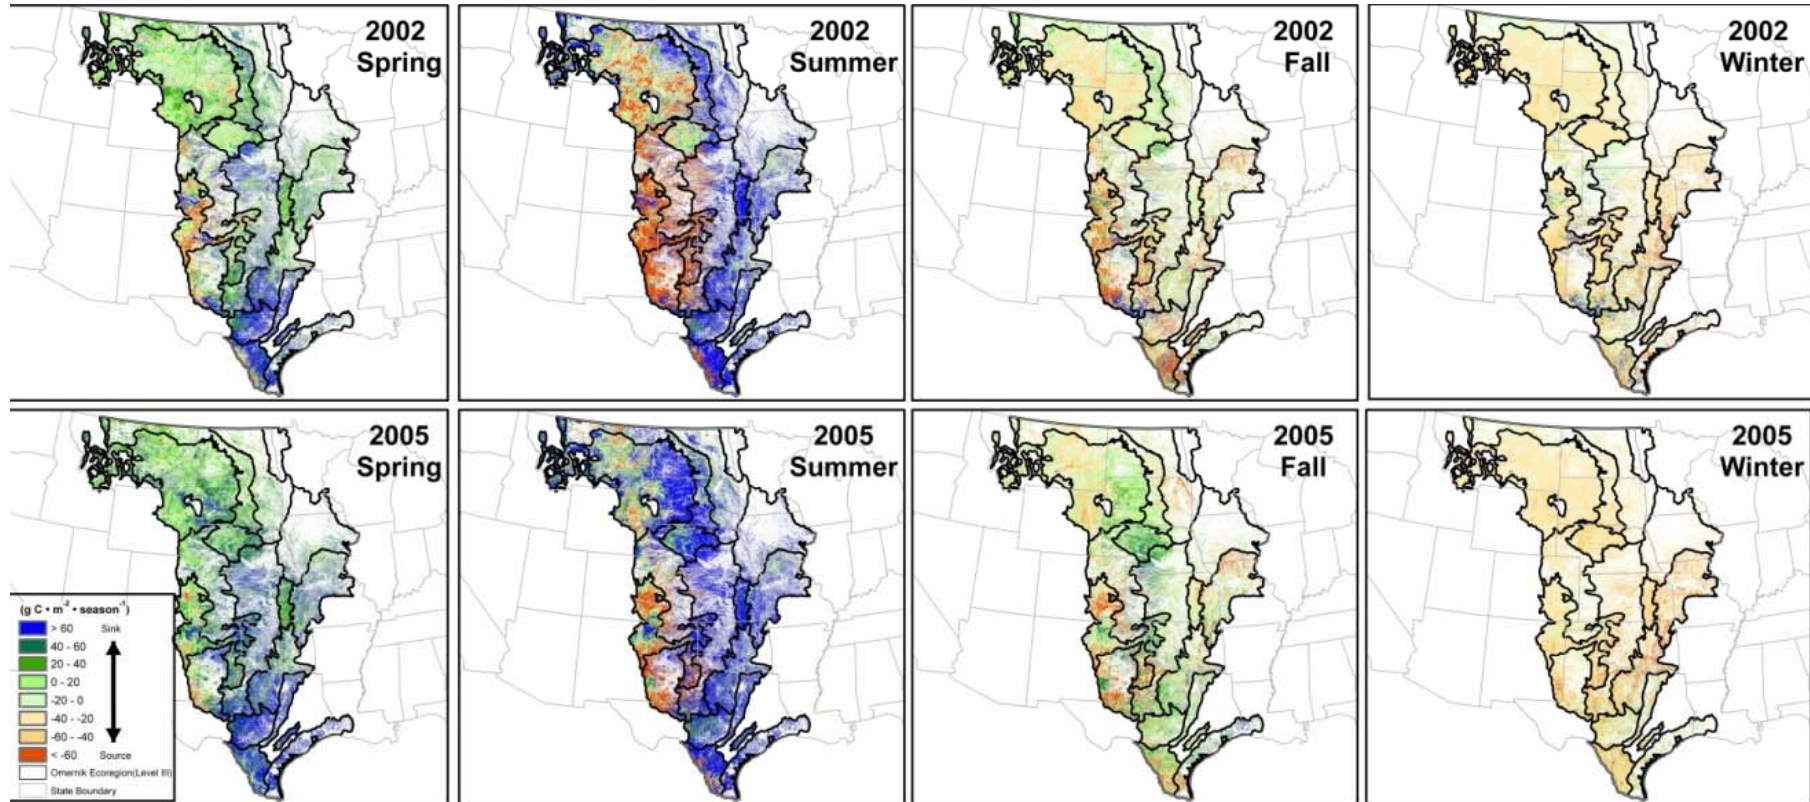 2002
Spring
2002
Summer
2002
Fall
2002
Winter
2005
Spring
2005
Summer
2005
Fall
2005
Winter
(g C • m⁻² • season⁻¹)
> 60 Sink
40 - 60
20 - 40
0 - 20
-20 - 0
-40 - -20
-60 - -40
< -60 Source
Omernik Ecoregion(Level III)
State Boundary